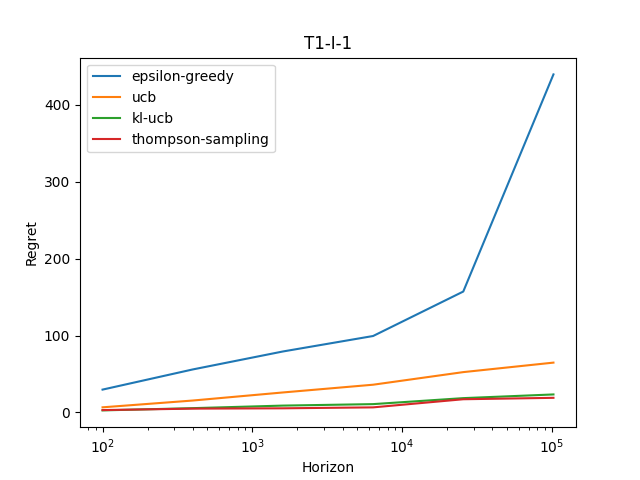 T1-I-1
epsilon-greedy
ucb
kl-ucb
thompson-sampling
Regret
400
300
200
100
0
10²
10³
10⁴
10⁵
Horizon